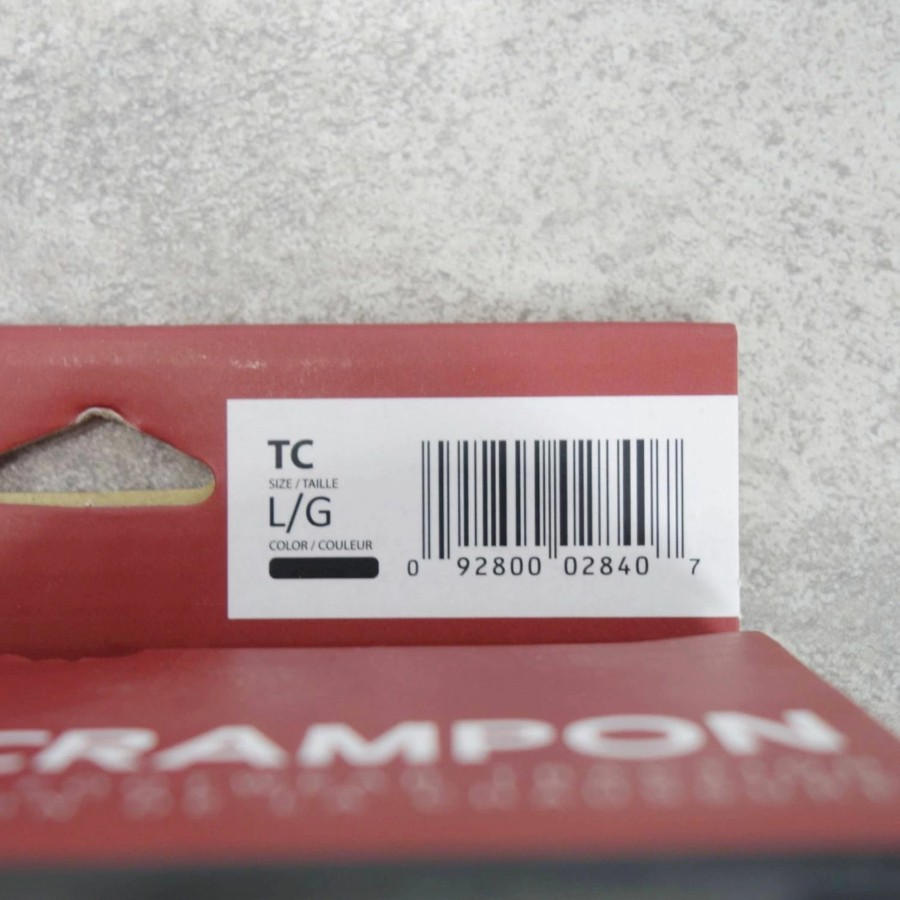 TC
SIZE / TAILLE
L/G
COLOR / COULEUR
0 92800 02840 7
CRAMPON